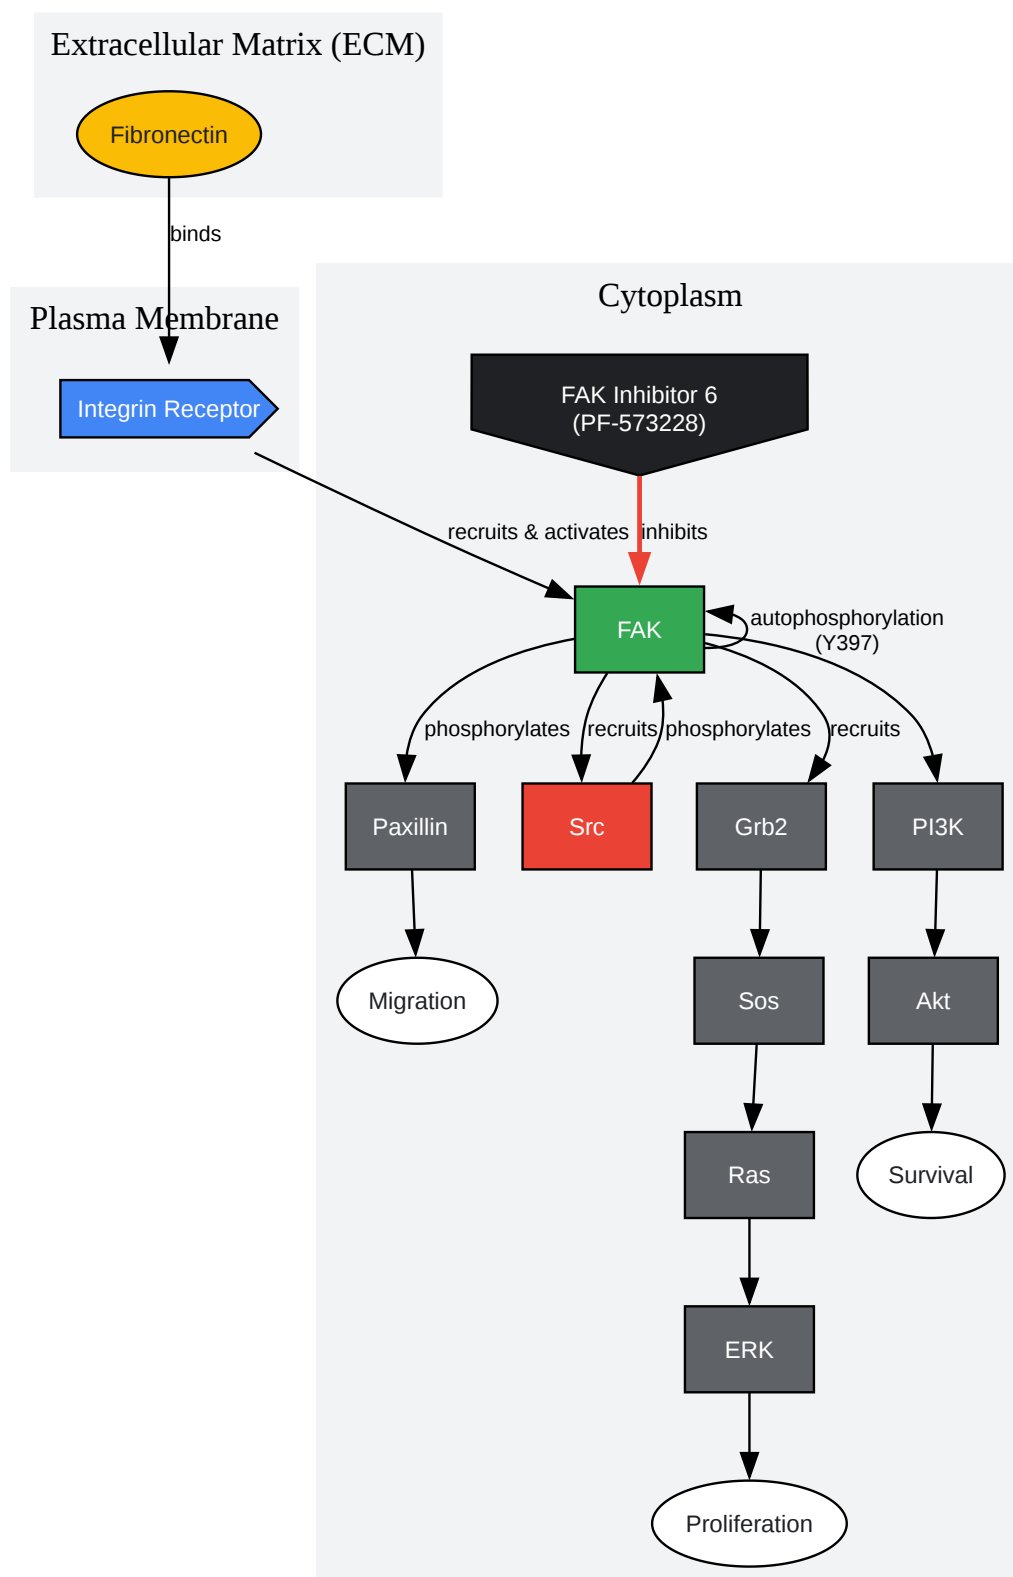 Extracellular Matrix (ECM)
Fibronectin
binds
Plasma Membrane
Integrin Receptor
Cytoplasm
FAK Inhibitor 6
(PF-573228)
recruits & activates
inhibits
FAK
autophosphorylation
(Y397)
phosphorylates
recruits
phosphorylates
recruits
Paxillin
Src
Grb2
PI3K
Migration
Sos
Akt
Ras
Survival
ERK
Proliferation